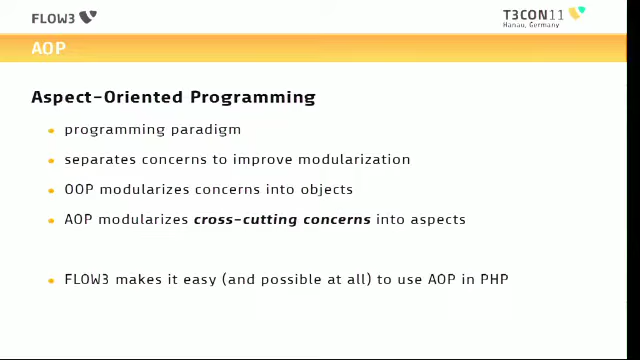 FLOW3
T3CON11
Hanau, Germany
AOP
Aspect-Oriented Programming
programming paradigm
separates concerns to improve modularization
OOP modularizes concerns into objects
AOP modularizes cross-cutting concerns into aspects
FLOW3 makes it easy (and possible at all) to use AOP in PHP